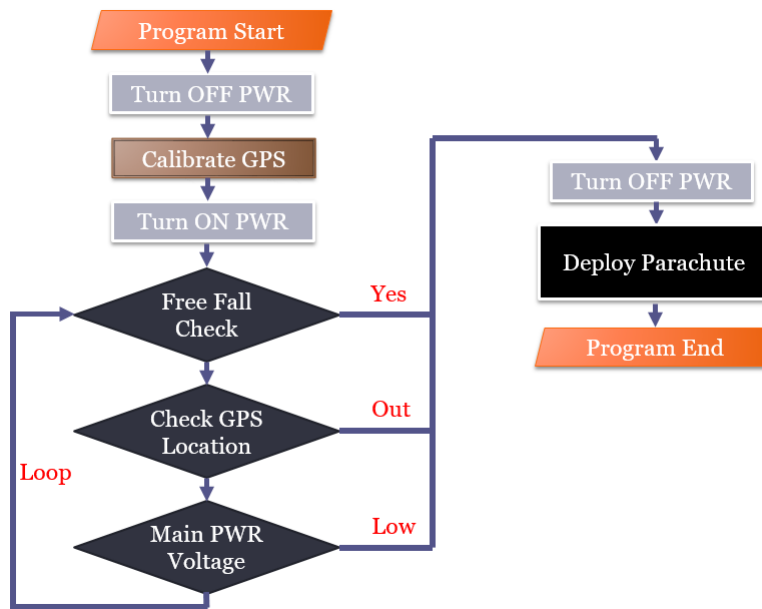 Program Start
Turn OFF PWR
Calibrate GPS
Turn ON PWR
Free Fall
Check
Yes
Check GPS
Location
Out
Loop
Main PWR
Voltage
Low
Turn OFF PWR
Deploy Parachute
Program End